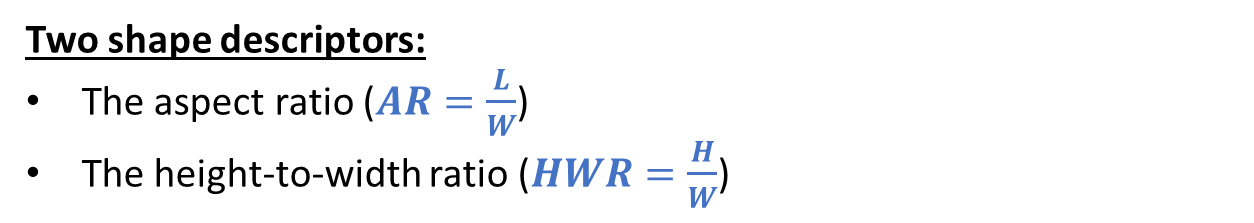 Two shape descriptors:
• The aspect ratio (AR = L/W)
• The height-to-width ratio (HWR = H/W)